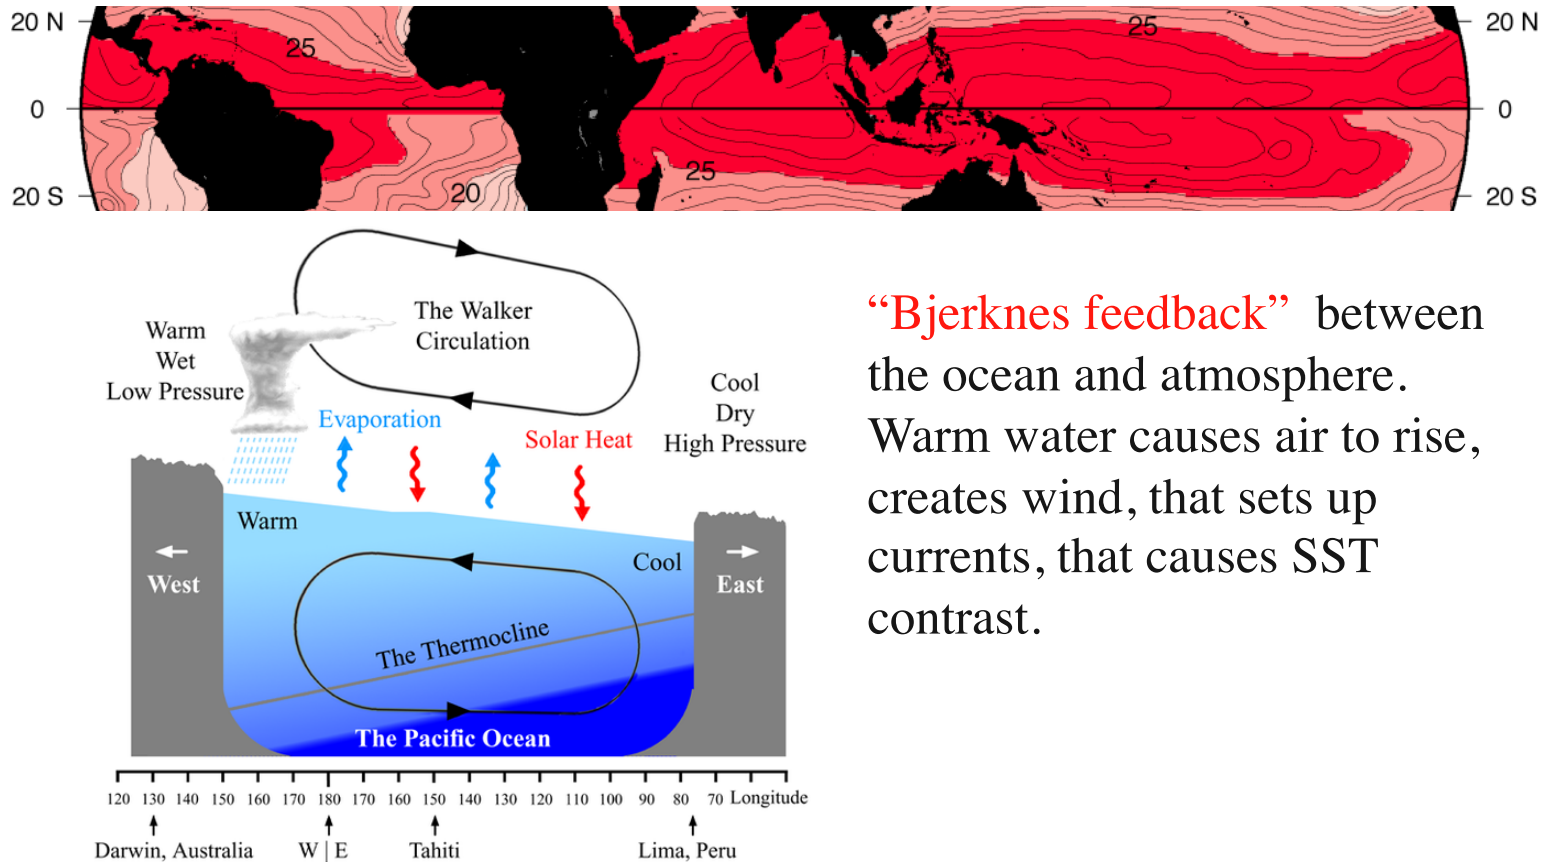 20 N
25
25
20 N
0
0
25
20 S
20
20 S
The Walker
Circulation
Warm
Wet
Low Pressure
Cool
Dry
High Pressure
Evaporation
Solar Heat
Warm
Cool
West
East
The Thermocline
The Pacific Ocean
120 130 140 150 160 170 180 170 160 150 140 130 120 110 100 90 80 70 Longitude
Darwin, Australia W | E Tahiti Lima, Peru
“Bjerknes feedback” between
the ocean and atmosphere.
Warm water causes air to rise,
creates wind, that sets up
currents, that causes SST
contrast.